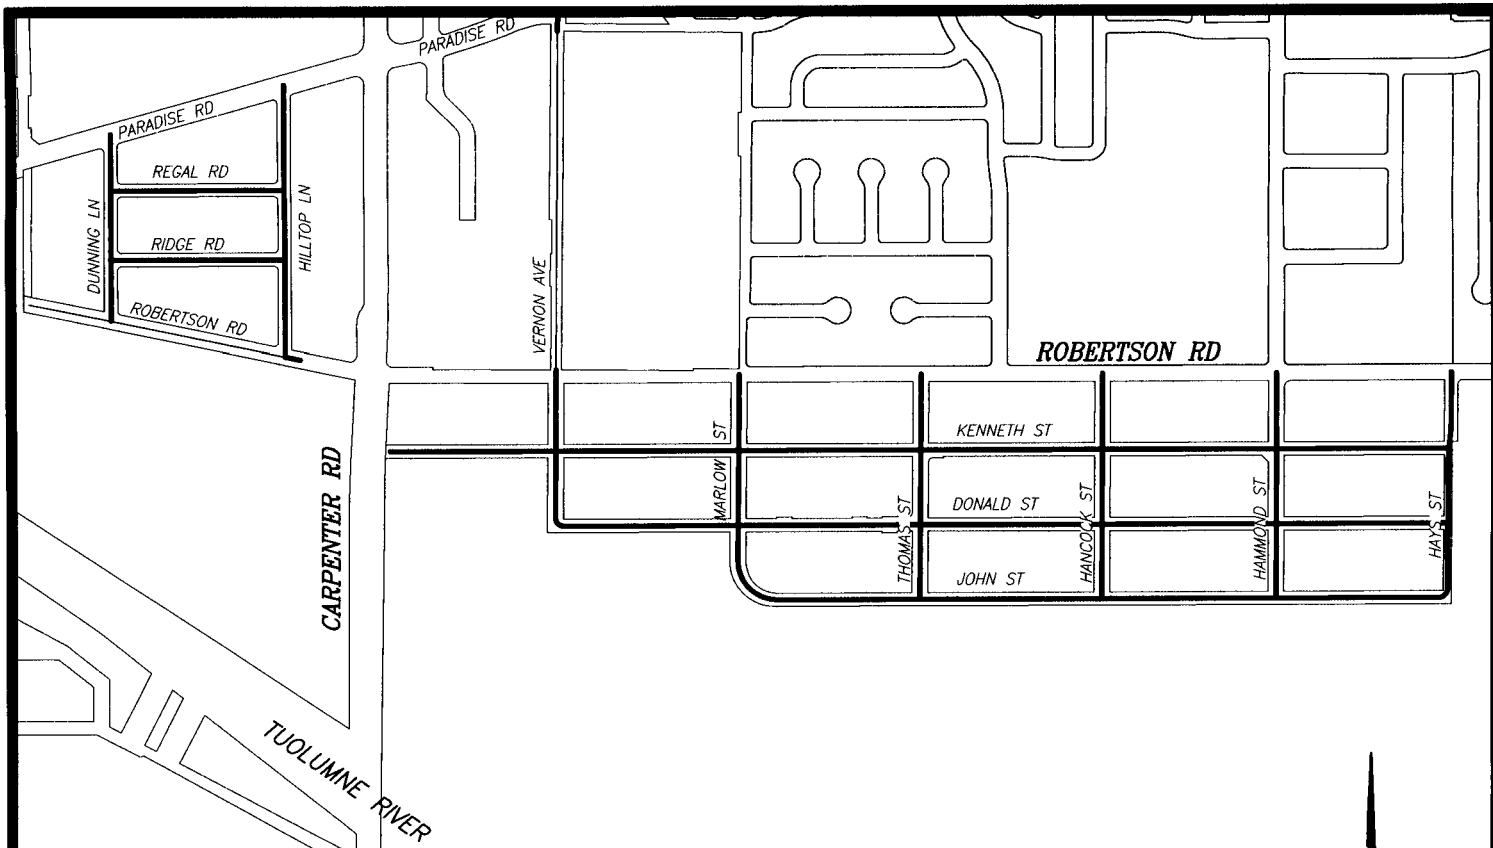 PARADISE RD
PARADISE RD
REGAL RD
DUNNING LN
HILLTOP LN
RIDGE RD
VERNON AVE
ROBERTSON RD
ROBERTSON RD
MARLOW ST
KENNETH ST
CARPENTER RD
THOMAS ST
DONALD ST
HANCOCK ST
HAMMOND ST
HAYS ST
JOHN ST
TUOLUMNE RIVER